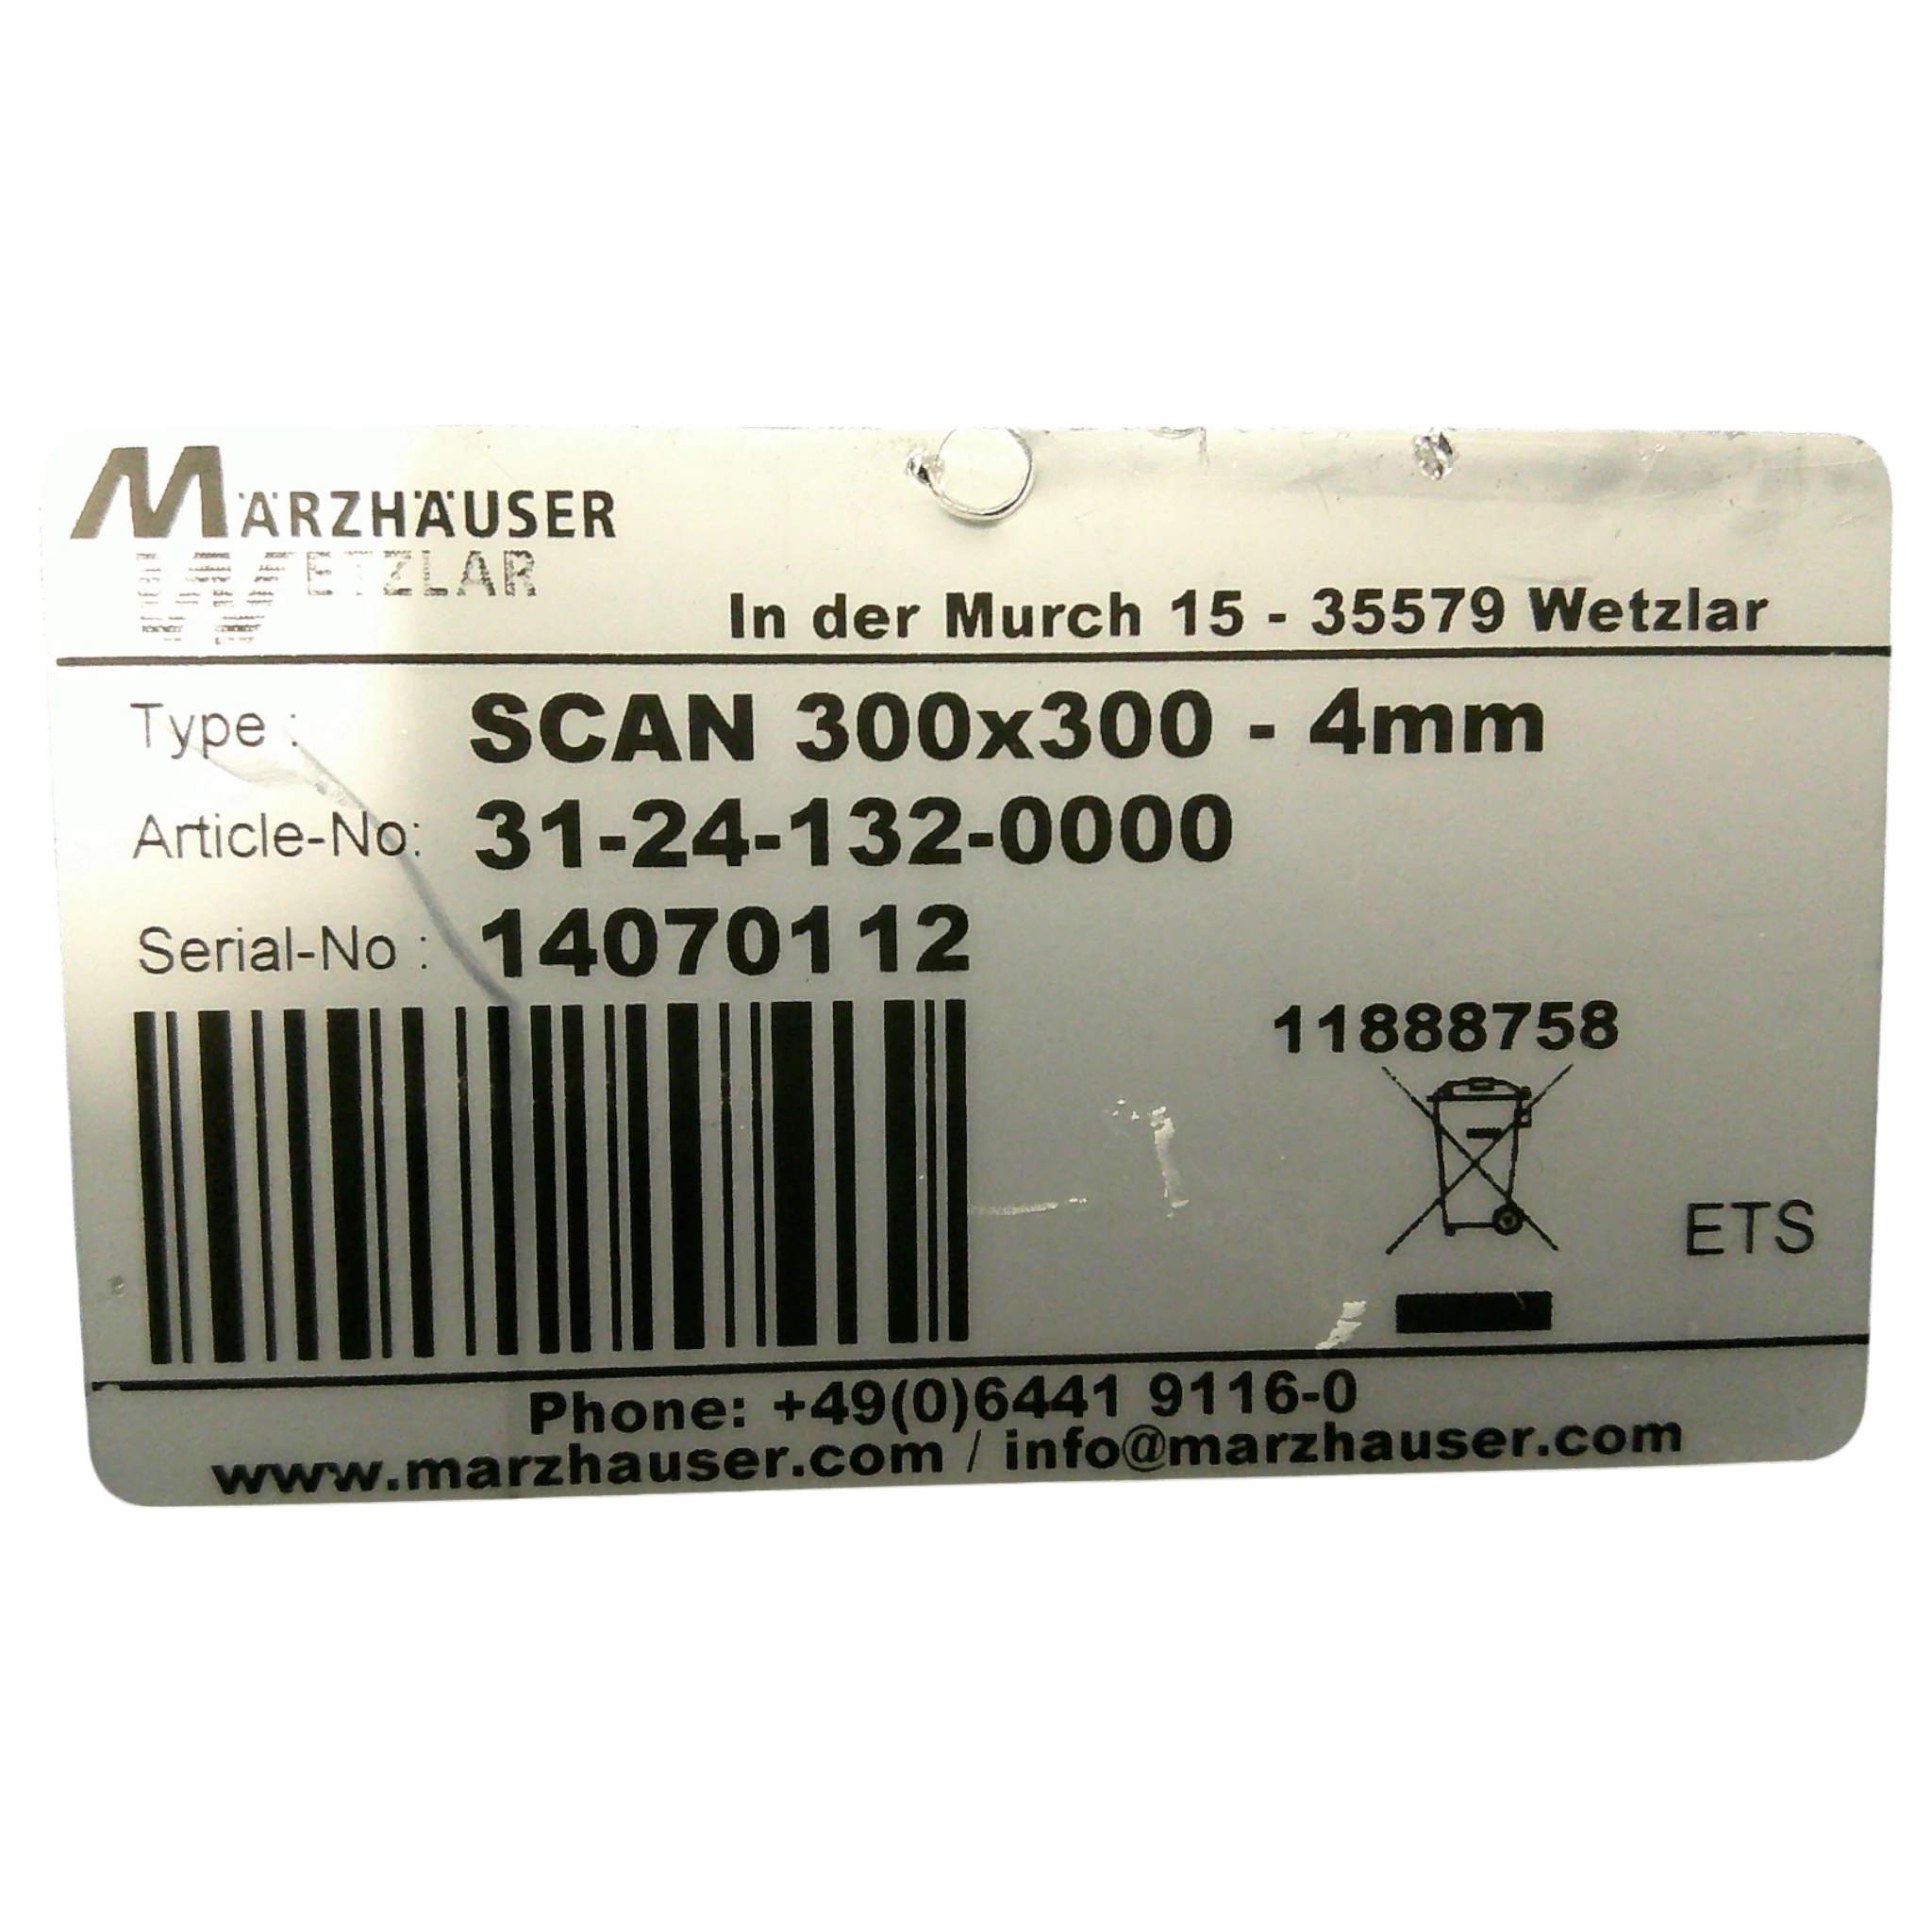 MÄRZHÄUSER
WETZLAR
In der Murch 15 - 35579 Wetzlar
Type : SCAN 300x300 - 4mm
Article-No: 31-24-132-0000
Serial-No : 14070112
11888758
ETS
Phone: +49(0)6441 9116-0
www.marzhauser.com / info@marzhauser.com